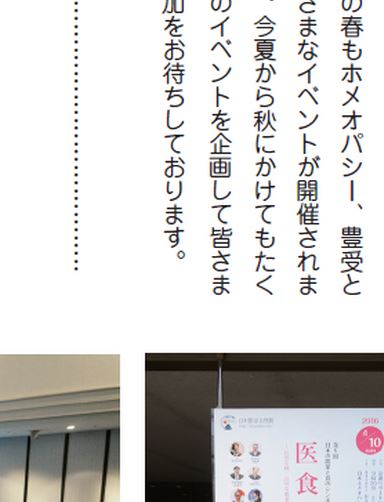 の春もホメオパシー、豊受と
さまなイベントが開催されま
。今夏から秋にかけてもたく
のイベントを企画して皆さま
加をお待ちしております。
2016
10
医食